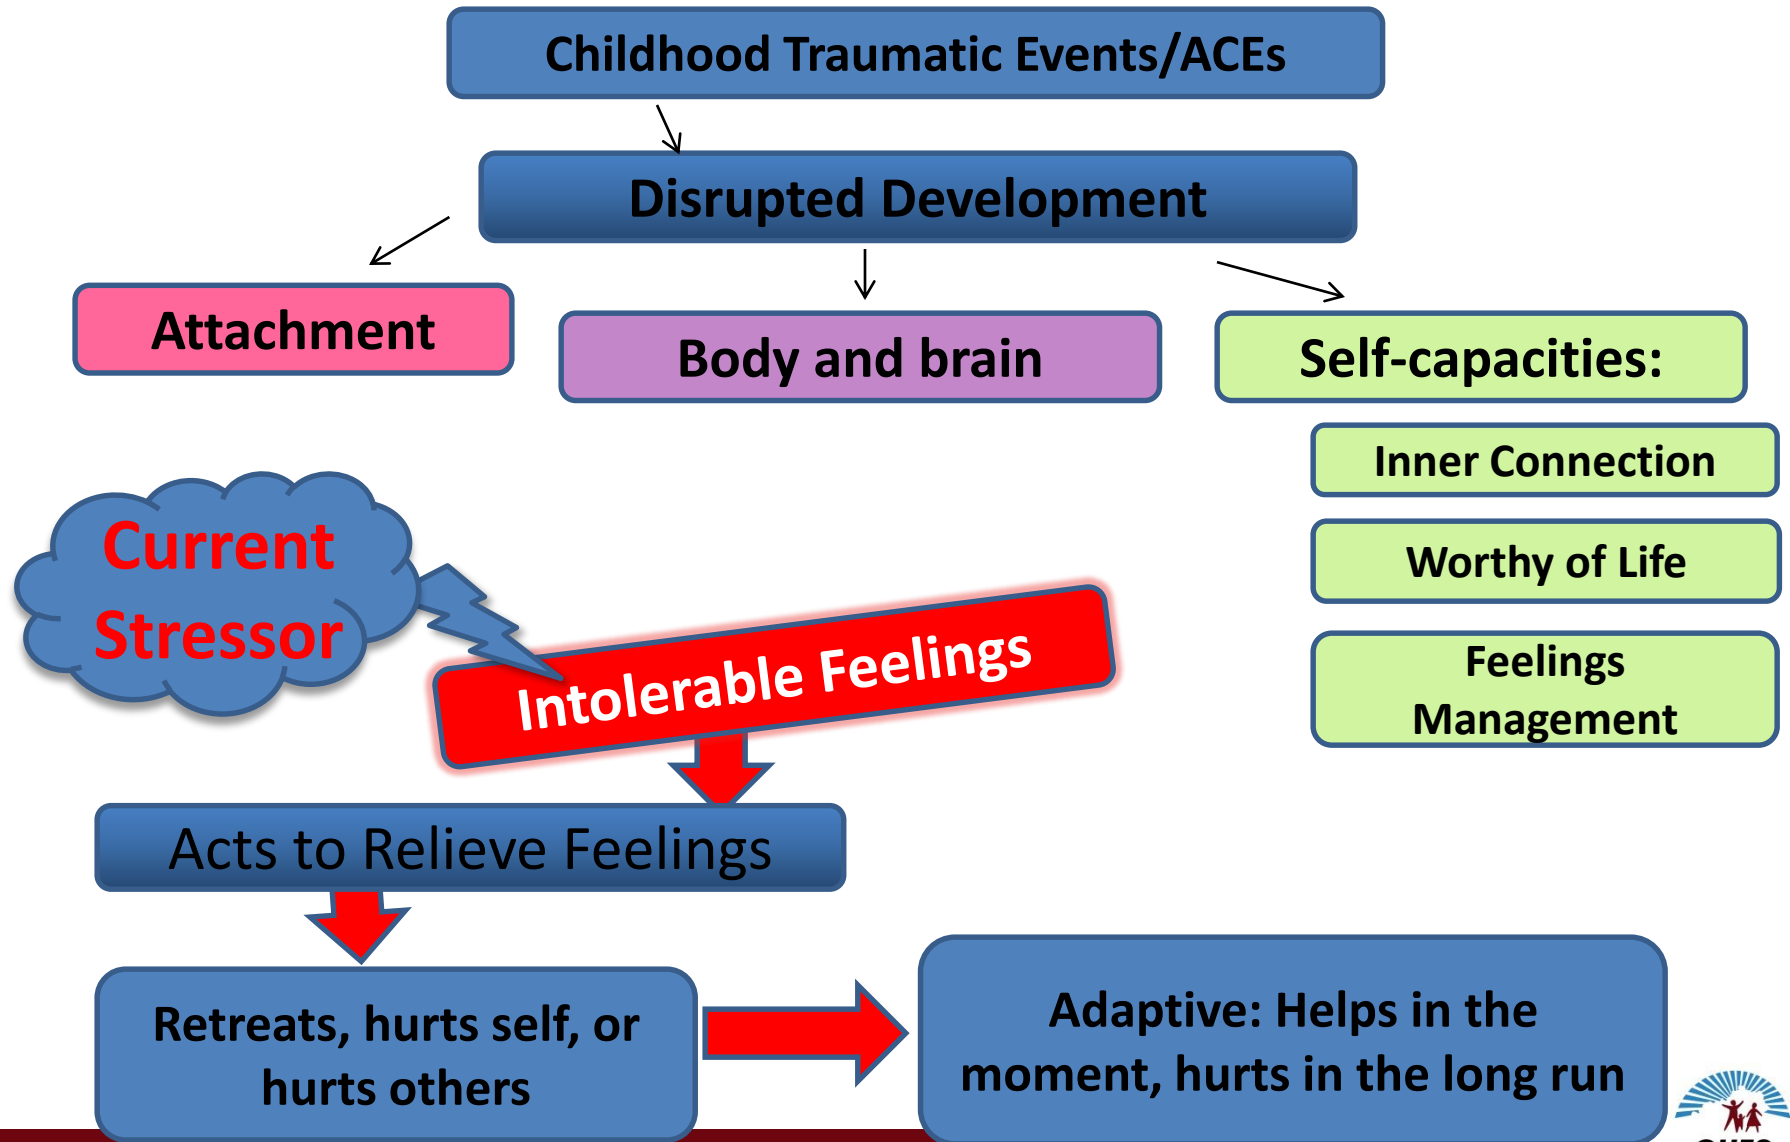 Childhood Traumatic Events/ACEs
Disrupted Development
Attachment
Body and brain
Self-capacities:
Inner Connection
Worthy of Life
Feelings
Management
Current
Stressor
Intolerable Feelings
Acts to Relieve Feelings
Retreats, hurts self, or
hurts others
Adaptive: Helps in the
moment, hurts in the long run